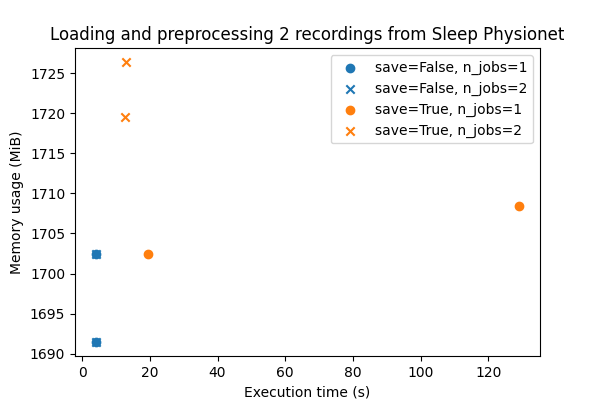 Loading and preprocessing 2 recordings from Sleep Physionet
save=False, n_jobs=1
save=False, n_jobs=2
save=True, n_jobs=1
save=True, n_jobs=2
Memory usage (MiB)
1725
1720
1715
1710
1705
1700
1695
1690
0 20 40 60 80 100 120
Execution time (s)